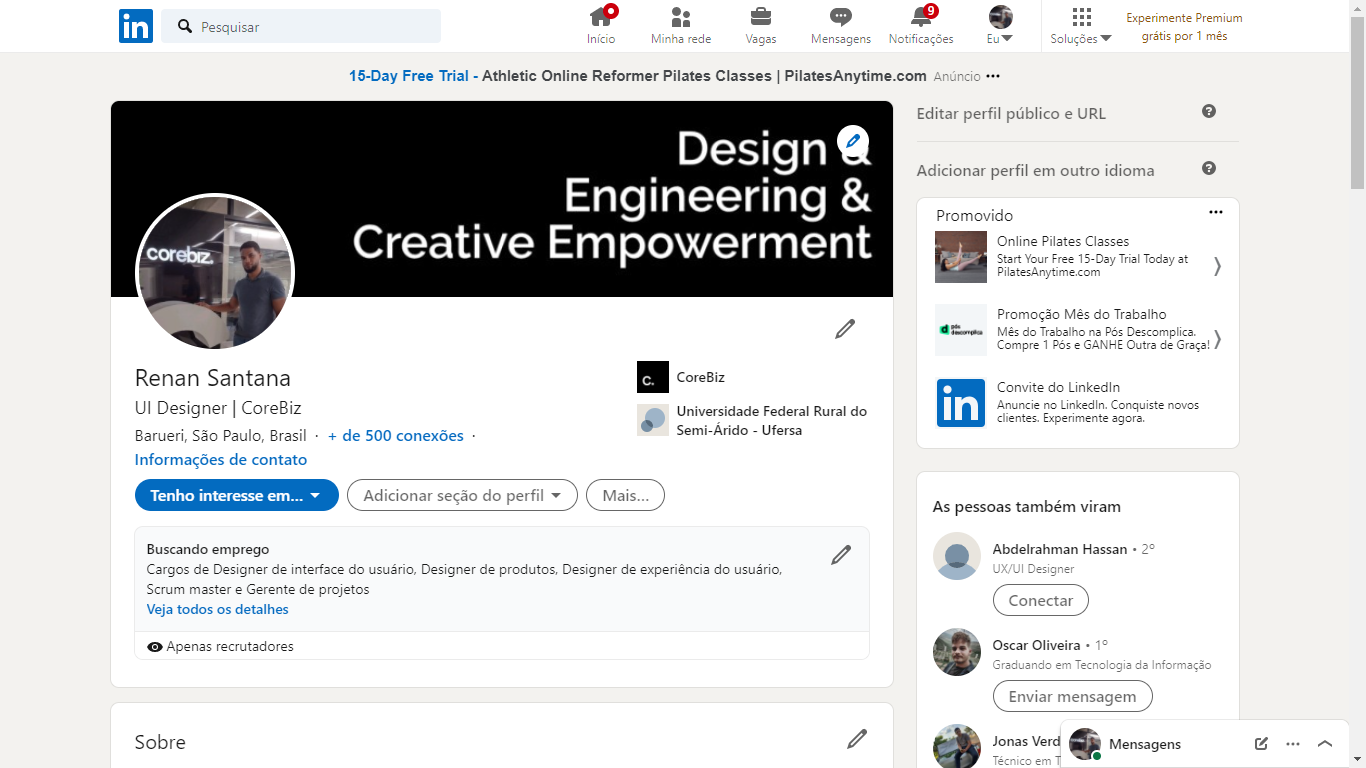 in
Pesquisar
Início
Minha rede
Vagas
Mensagens
9
Notificações
Eu
Soluções
Experimente Premium
grátis por 1 mês
15-Day Free Trial - Athletic Online Reformer Pilates Classes | PilatesAnytime.com Anúncio
Design &
Engineering &
Creative Empowerment
corebiz.
Renan Santana
UI Designer | CoreBiz
Barueri, São Paulo, Brasil · + de 500 conexões ·
Informações de contato
c.
CoreBiz
Universidade Federal Rural do
Semi-Árido - Ufersa
Tenho interesse em...
Adicionar seção do perfil
Mais...
Buscando emprego
Cargos de Designer de interface do usuário, Designer de produtos, Designer de experiência do usuário,
Scrum master e Gerente de projetos
Veja todos os detalhes
Apenas recrutadores
Sobre
Editar perfil público e URL
?
Adicionar perfil em outro idioma
?
Promovido
Online Pilates Classes
Start Your Free 15-Day Trial Today at
PilatesAnytime.com
d pós
descomplica
Promoção Mês do Trabalho
Mês do Trabalho na Pós Descomplica.
Compre 1 Pós e GANHE Outra de Graça!
in
Convite do LinkedIn
Anuncie no LinkedIn. Conquiste novos
clientes. Experimente agora.
As pessoas também viram
Abdelrahman Hassan • 2º
UX/UI Designer
Conectar
Oscar Oliveira • 1º
Graduando em Tecnologia da Informação
Enviar mensagem
Jonas Verd
Técnico em T
Mensagens